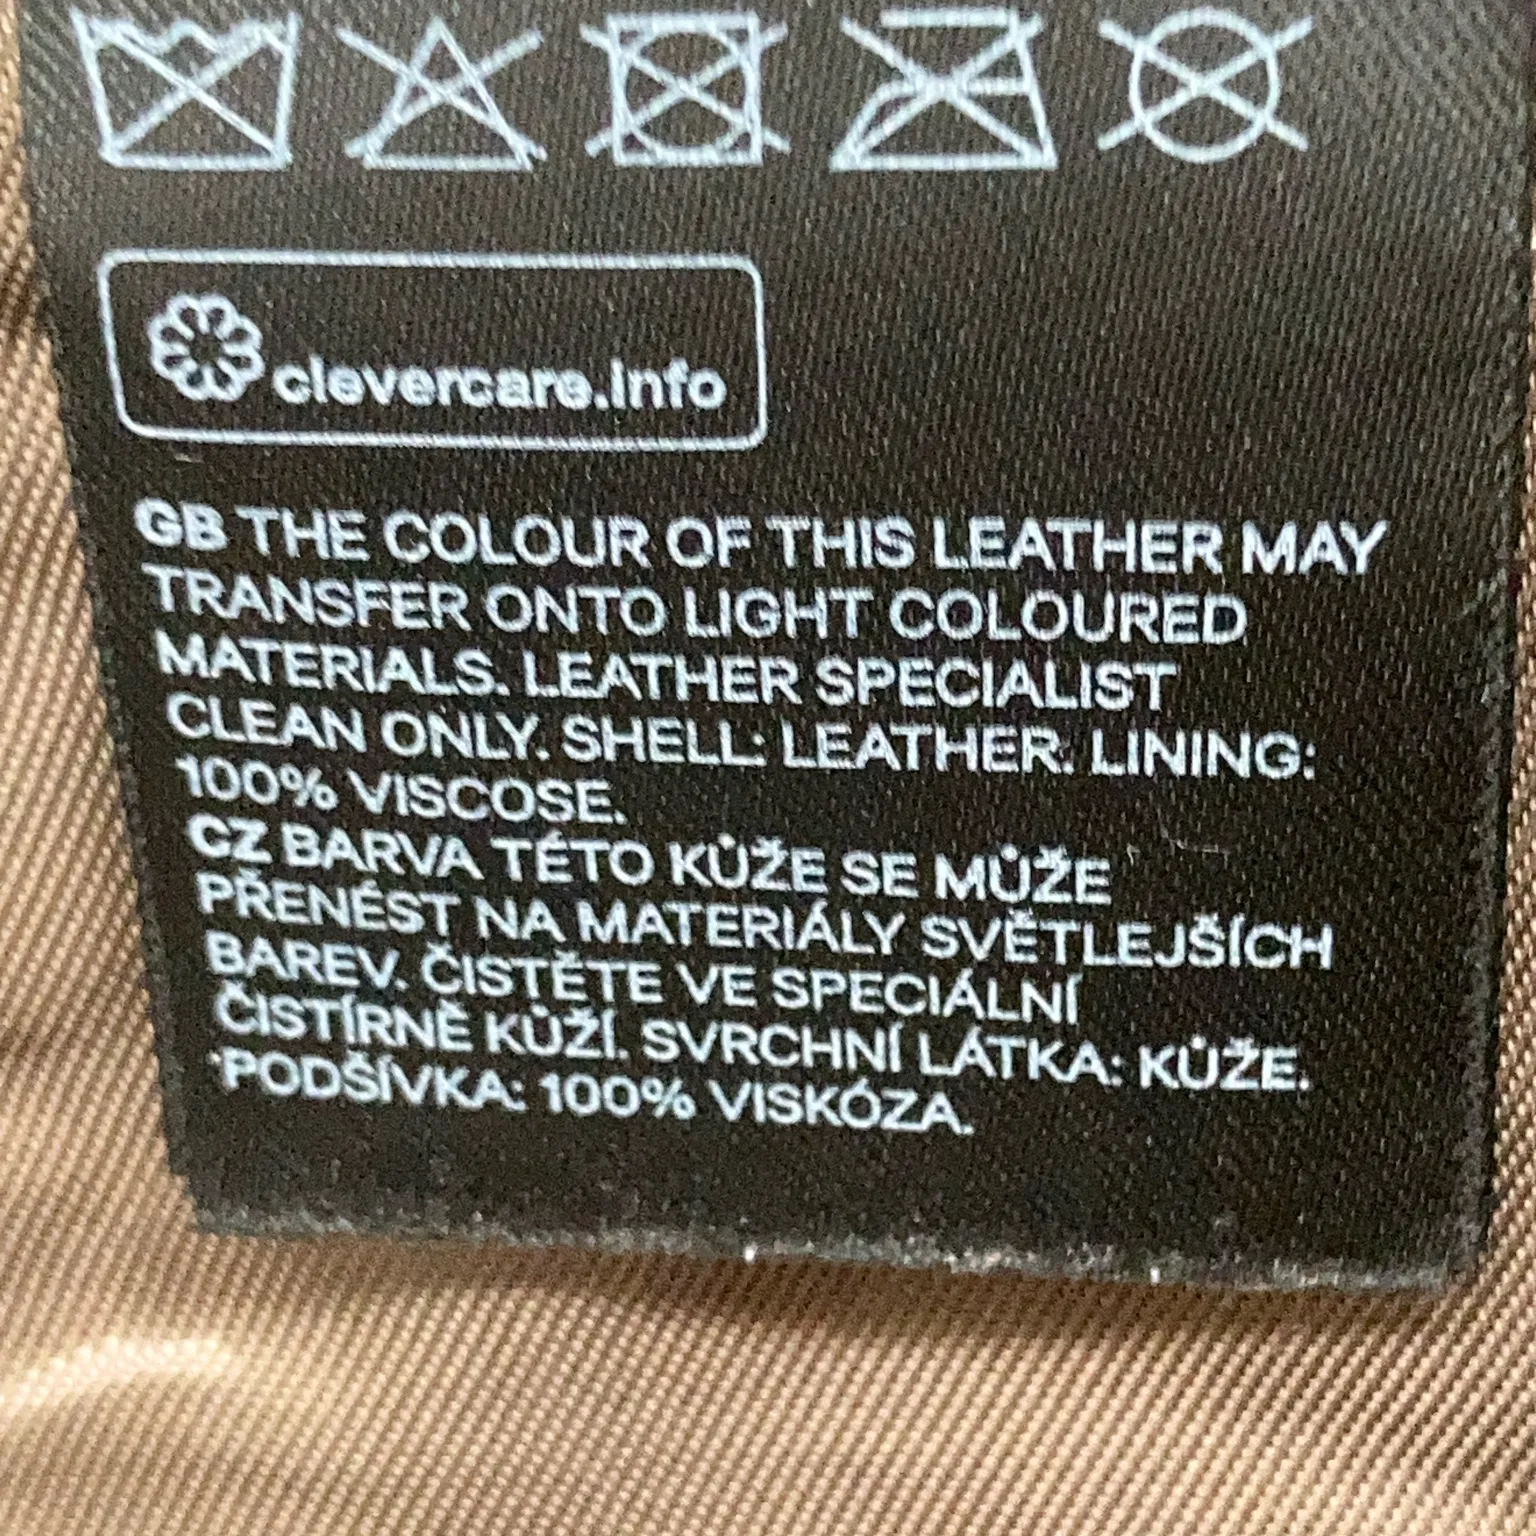 clevercare.info
GB THE COLOUR OF THIS LEATHER MAY
TRANSFER ONTO LIGHT COLOURED
MATERIALS. LEATHER SPECIALIST
CLEAN ONLY. SHELL: LEATHER. LINING:
100% VISCOSE.
CZ BARVA TÉTO KŮŽE SE MŮŽE
PŘENÉST NA MATERIÁLY SVĚTLEJŠÍCH
BAREV. ČISTĚTE VE SPECIÁLNÍ
ČISTÍRNĚ KŮŽÍ. SVRCHNÍ LÁTKA: KŮŽE.
PODŠÍVKA: 100% VISKÓZA.